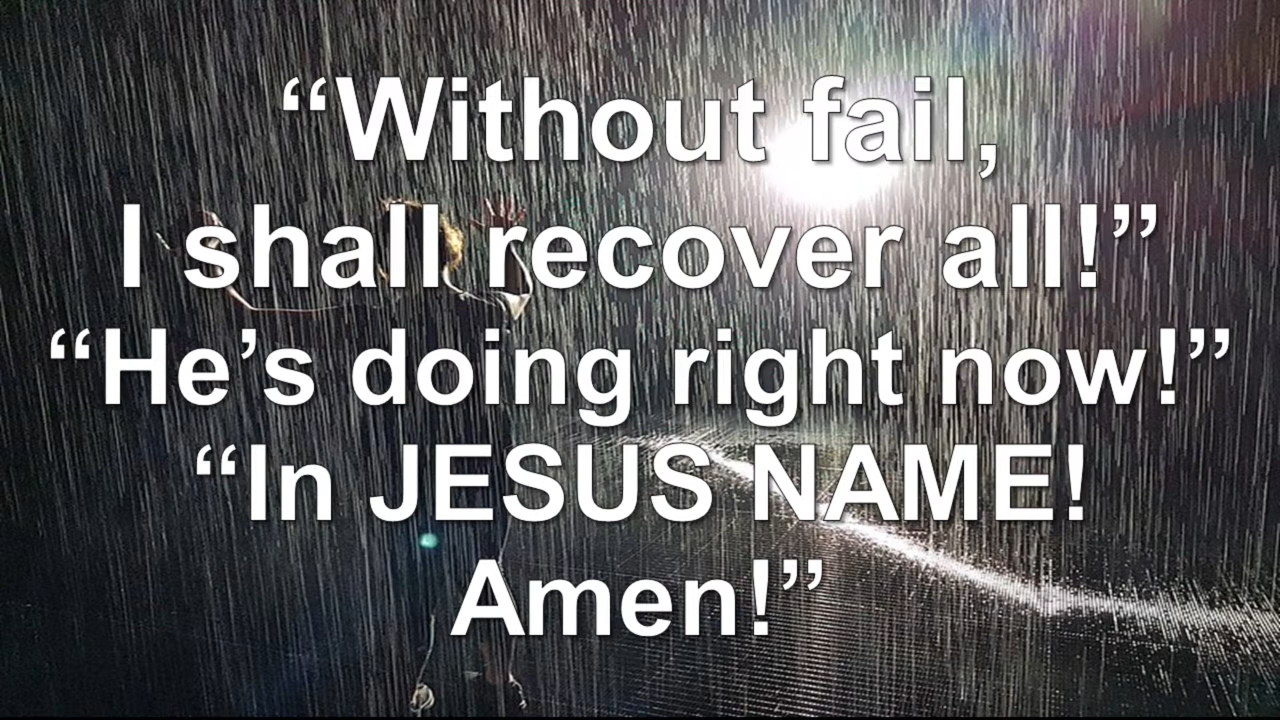 “Without fail,
I shall recover all!”
“He’s doing right now!”
“In JESUS NAME!
Amen!”